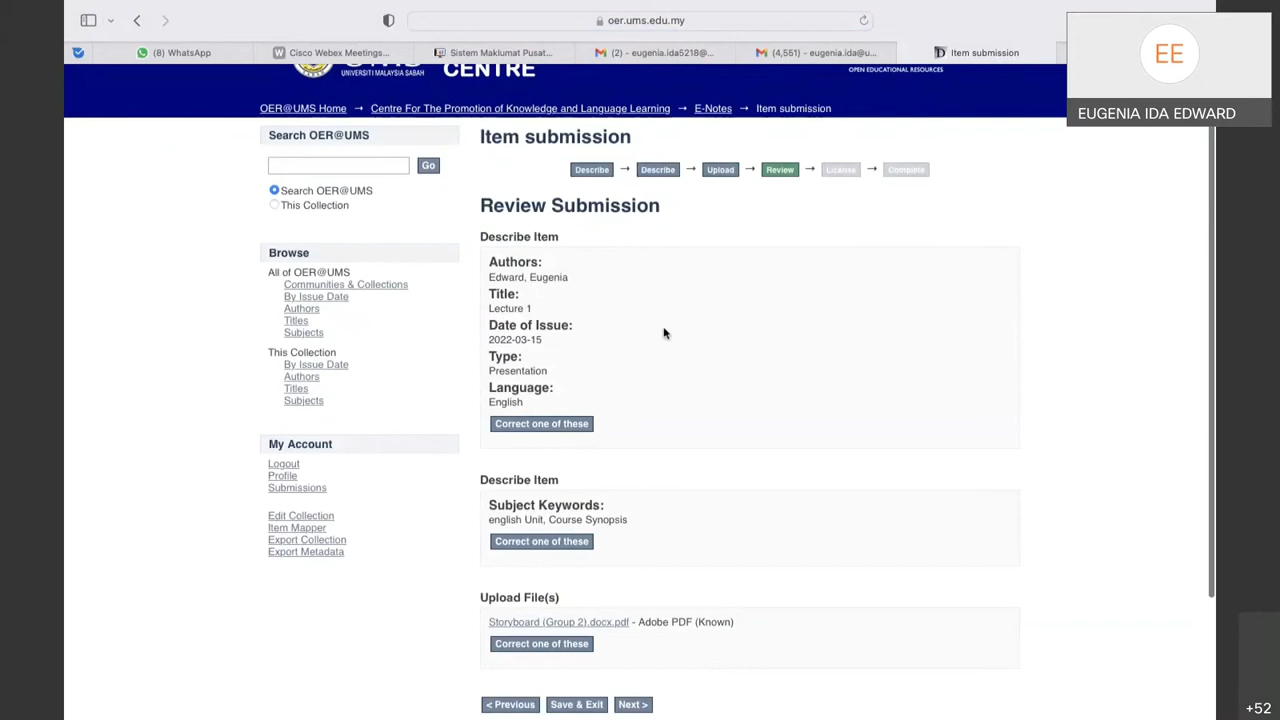 oer.ums.edu.my
(8) WhatsApp
Cisco Webex Meetings...
Sistem Maklumat Pusat...
(2) - eugenia.ida5218@...
(4,551) - eugenia.ida@u...
Item submission
EE
EUGENIA IDA EDWARD
UNIVERSITI MALAYSIA SABAH
CENTRE
OPEN EDUCATIONAL RESOURCES
OER@UMS Home → Centre For The Promotion of Knowledge and Language Learning → E-Notes → Item submission
Search OER@UMS
Go
Search OER@UMS
This Collection
Browse
All of OER@UMS
Communities & Collections
By Issue Date
Authors
Titles
Subjects
This Collection
By Issue Date
Authors
Titles
Subjects
My Account
Logout
Profile
Submissions
Edit Collection
Item Mapper
Export Collection
Export Metadata
Item submission
Describe → Describe → Upload → Review → License → Complete
Review Submission
Describe Item
Authors:
Edward, Eugenia
Title:
Lecture 1
Date of Issue:
2022-03-15
Type:
Presentation
Language:
English
Correct one of these
Describe Item
Subject Keywords:
english Unit, Course Synopsis
Correct one of these
Upload File(s)
Storyboard (Group 2).docx.pdf - Adobe PDF (Known)
Correct one of these
< Previous Save & Exit Next >
+52